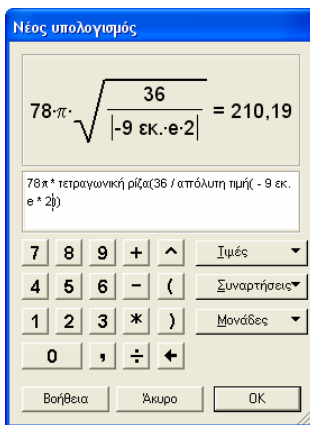 Νέος υπολογισμός
78·π·√ 36 / |-9 εκ.·e·2| = 210,19
78π * τετραγωνική ρίζα(36 / απόλυτη τιμή( - 9 εκ.
e * 2))
7 8 9 + ^ Τιμές
4 5 6 - ( Συναρτήσεις
1 2 3 * ) Μονάδες
0 , ÷ ←
Βοήθεια Άκυρο OK